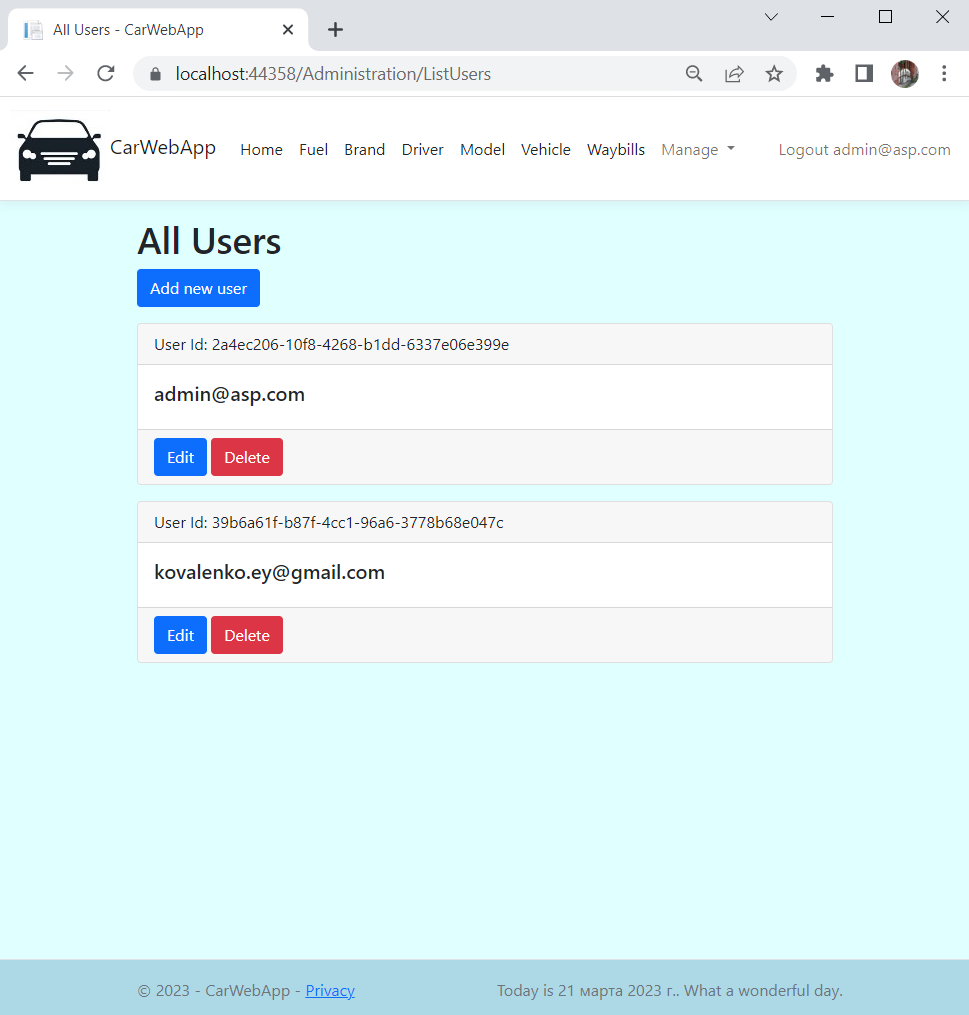 All Users - CarWebApp
localhost:44358/Administration/ListUsers
CarWebApp Home Fuel Brand Driver Model Vehicle Waybills Manage Logout admin@asp.com
All Users
Add new user
User Id: 2a4ec206-10f8-4268-b1dd-6337e06e399e
admin@asp.com
Edit Delete
User Id: 39b6a61f-b87f-4cc1-96a6-3778b68e047c
kovalenko.ey@gmail.com
Edit Delete
© 2023 - CarWebApp - Privacy Today is 21 марта 2023 г.. What a wonderful day.